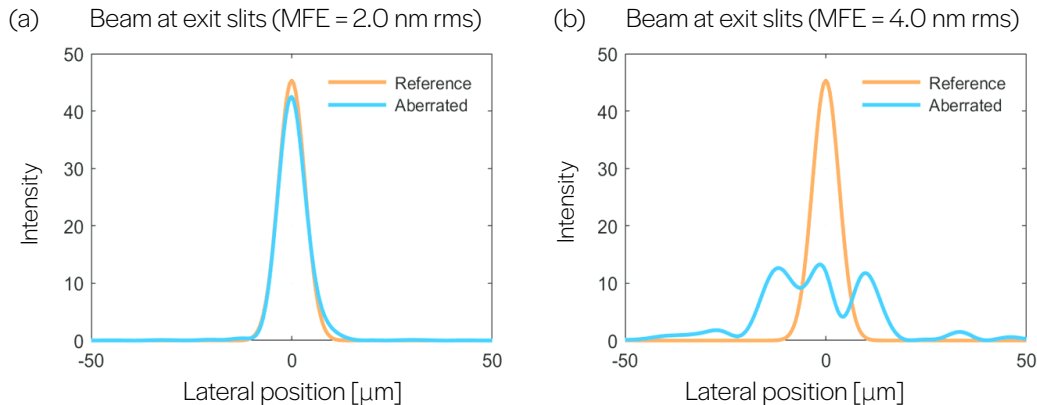 (a) Beam at exit slits (MFE = 2.0 nm rms)
50
40
30
20
10
0
Intensity
Reference
Aberrated
-50 0 50
Lateral position [µm]
(b) Beam at exit slits (MFE = 4.0 nm rms)
50
40
30
20
10
0
Intensity
Reference
Aberrated
-50 0 50
Lateral position [µm]